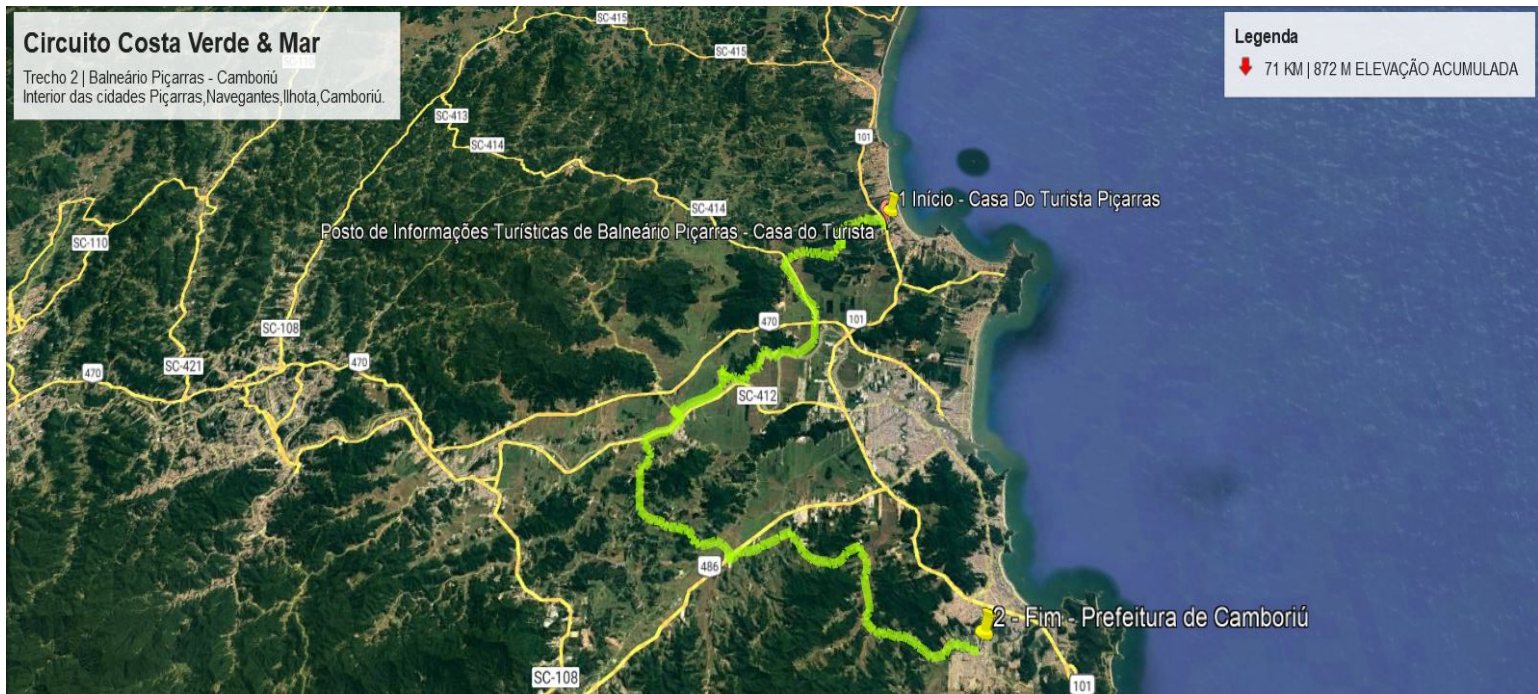 Circuito Costa Verde & Mar
Trecho 2 | Balneário Piçarras - Camboriú
Interior das cidades Piçarras,Navegantes,Ilhota,Camboriú.
Legenda
71 KM | 872 M ELEVAÇÃO ACUMULADA
SC-415
SC-415
SC-110
SC-413
101
SC-414
SC-414
1 Início - Casa Do Turista Piçarras
Posto de Informações Turísticas de Balneário Piçarras - Casa do Turista
SC-110
470
101
SC-108
470
SC-421
470
SC-412
486
2 - Fim - Prefeitura de Camboriú
SC-108
101